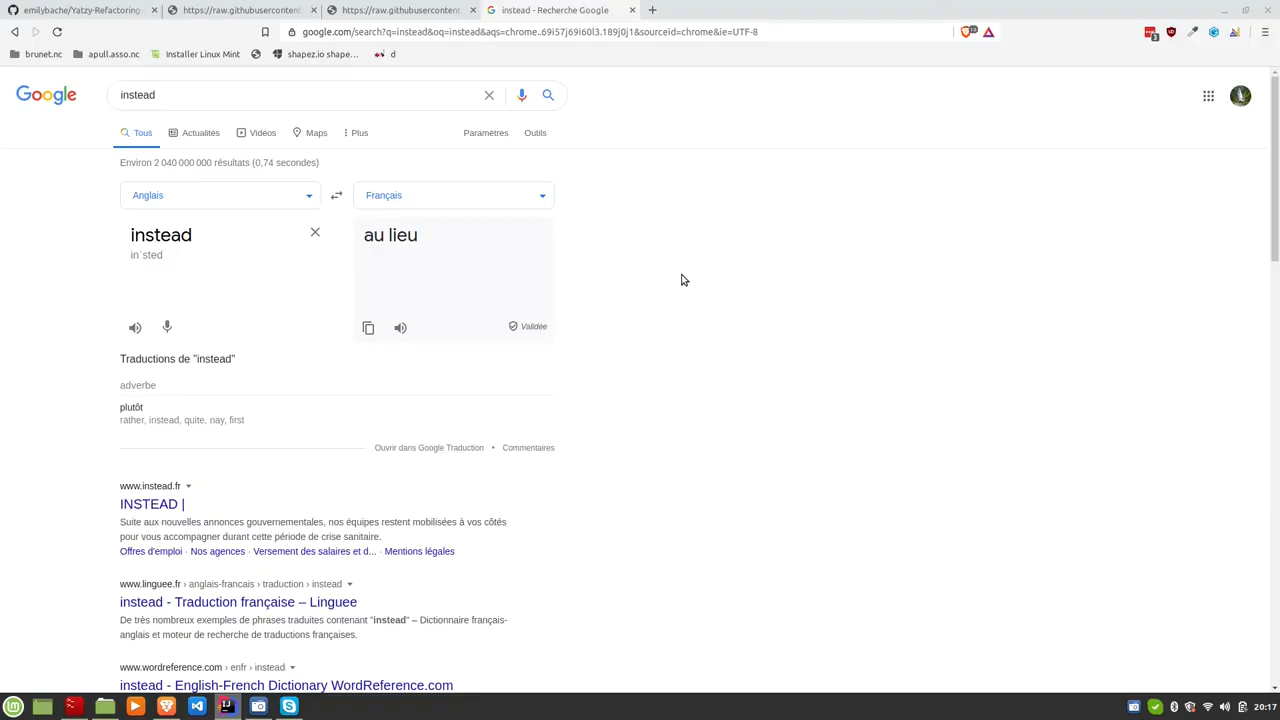 emilybache/Yatzy-Refactoring-
https://raw.githubusercontent.
https://raw.githubusercontent.
instead - Recherche Google
google.com/search?q=instead&oq=instead&aqs=chrome..69i57j69i60l3.189j0j1&sourceid=chrome&ie=UTF-8
brunet.nc
apull.asso.nc
Installer Linux Mint
shapez.io shape…
d
Google
instead
Tous
Actualités
Vidéos
Maps
Plus
Paramètres
Outils
Environ 2 040 000 000 résultats (0,74 secondes)
Anglais
Français
instead
au lieu
inˈsted
Validée
Traductions de "instead"
adverbe
plutôt
rather, instead, quite, nay, first
Ouvrir dans Google Traduction • Commentaires
www.instead.fr
INSTEAD |
Suite aux nouvelles annonces gouvernementales, nos équipes restent mobilisées à vos côtés
pour vous accompagner durant cette période de crise sanitaire.
Offres d'emploi · Nos agences · Versement des salaires et d... · Mentions légales
www.linguee.fr › anglais-francais › traduction › instead
instead - Traduction française – Linguee
De très nombreux exemples de phrases traduites contenant "instead" – Dictionnaire français-
anglais et moteur de recherche de traductions françaises.
www.wordreference.com › enfr › instead
instead - English-French Dictionary WordReference.com
20:17